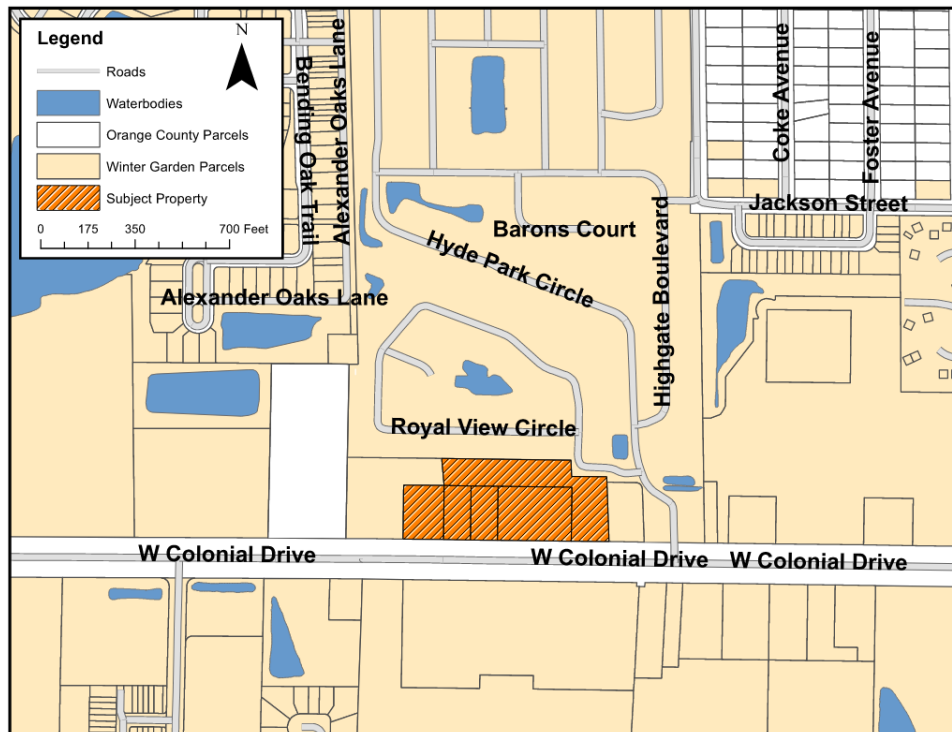 Legend
N
Roads
Waterbodies
Orange County Parcels
Winter Garden Parcels
Subject Property
0 175 350 700 Feet
Bending Oak Trail
Alexander Oaks Lane
Coke Avenue
Foster Avenue
Jackson Street
Barons Court
Hyde Park Circle
Highgate Boulevard
Alexander Oaks Lane
Royal View Circle
W Colonial Drive
W Colonial Drive
W Colonial Drive